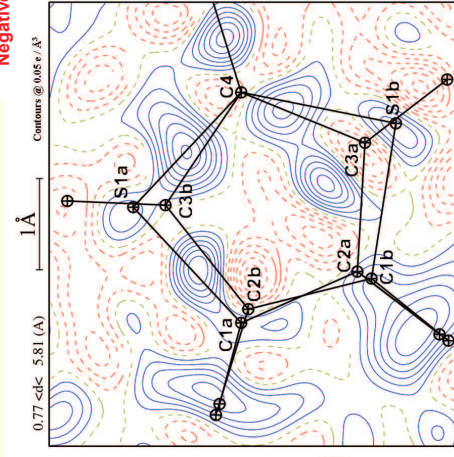 Negative
Contours @ 0.05 e / Å³
0.77 <d< 5.81 (A)
1Å
C4
S1a
C3b
S1b
C3a
C2b
C1a
C2a
C1b